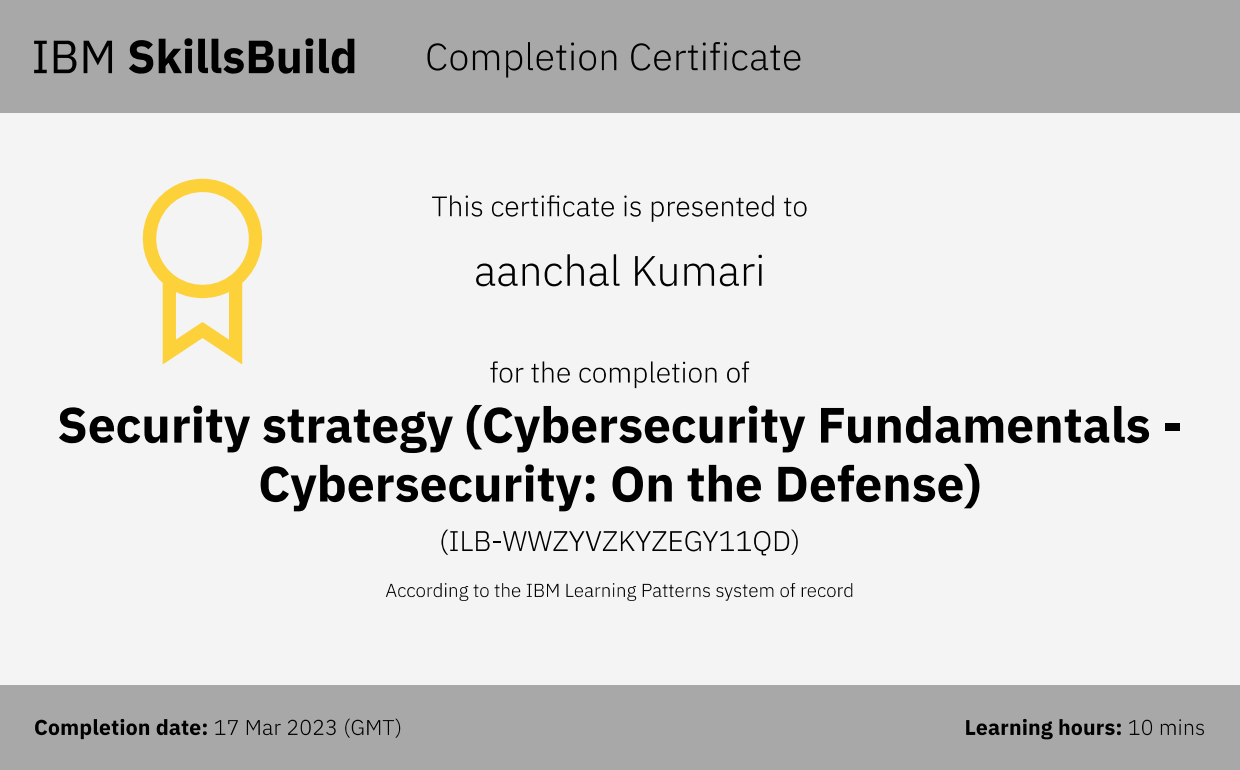 IBM SkillsBuild Completion Certificate
This certificate is presented to
aanchal Kumari
for the completion of
Security strategy (Cybersecurity Fundamentals -
Cybersecurity: On the Defense)
(ILB-WWZYVZKYZEGY11QD)
According to the IBM Learning Patterns system of record
Completion date: 17 Mar 2023 (GMT)
Learning hours: 10 mins